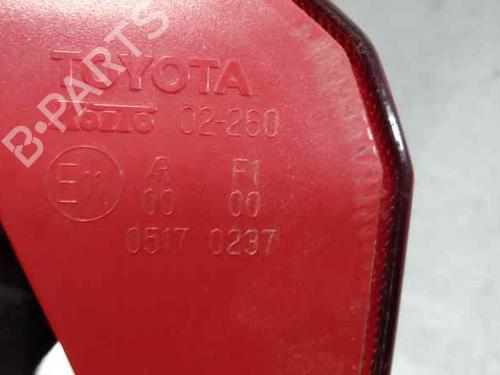 TOYOTA
KOITO 02-260
E11 A F1
00 00
0517 0237
B-PARTS